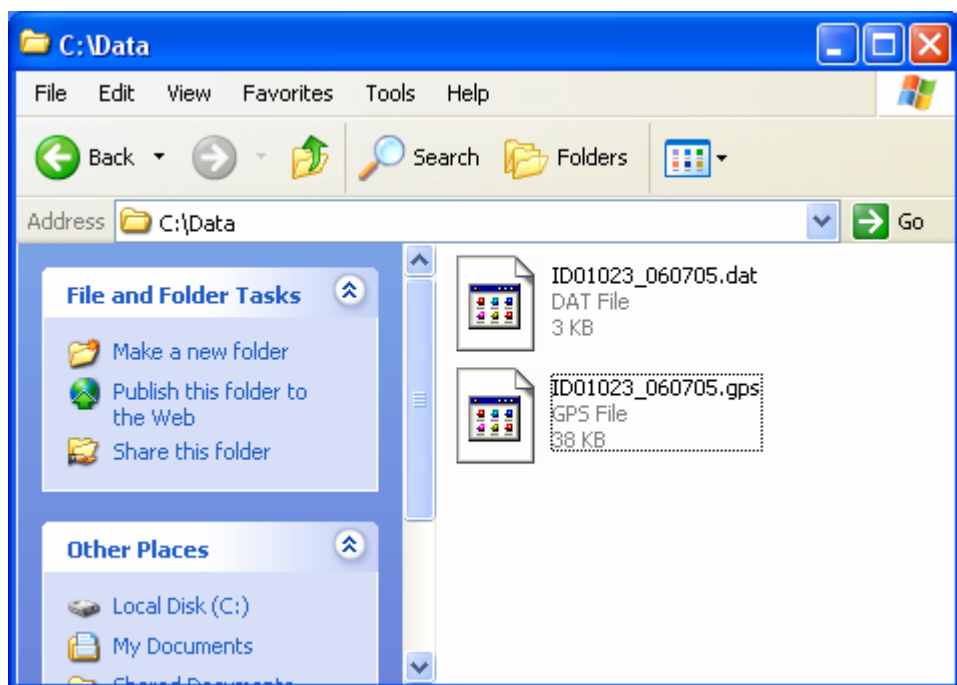 C:\Data
File Edit View Favorites Tools Help
Back Search Folders
Address C:\Data Go
File and Folder Tasks
Make a new folder
Publish this folder to
the Web
Share this folder
Other Places
Local Disk (C:)
My Documents
Shared Documents
ID01023_060705.dat
DAT File
3 KB
ID01023_060705.gps
GPS File
38 KB